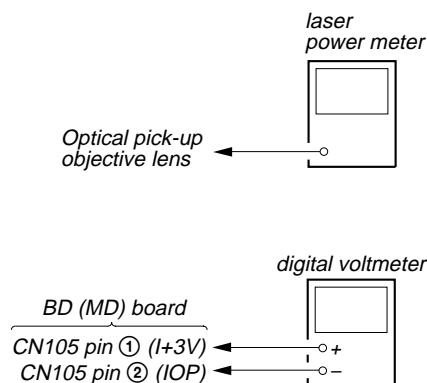 laser
power meter
Optical pick-up
objective lens
digital voltmeter
BD (MD) board
CN105 pin ① (I+3V)
+
CN105 pin ② (IOP)
–